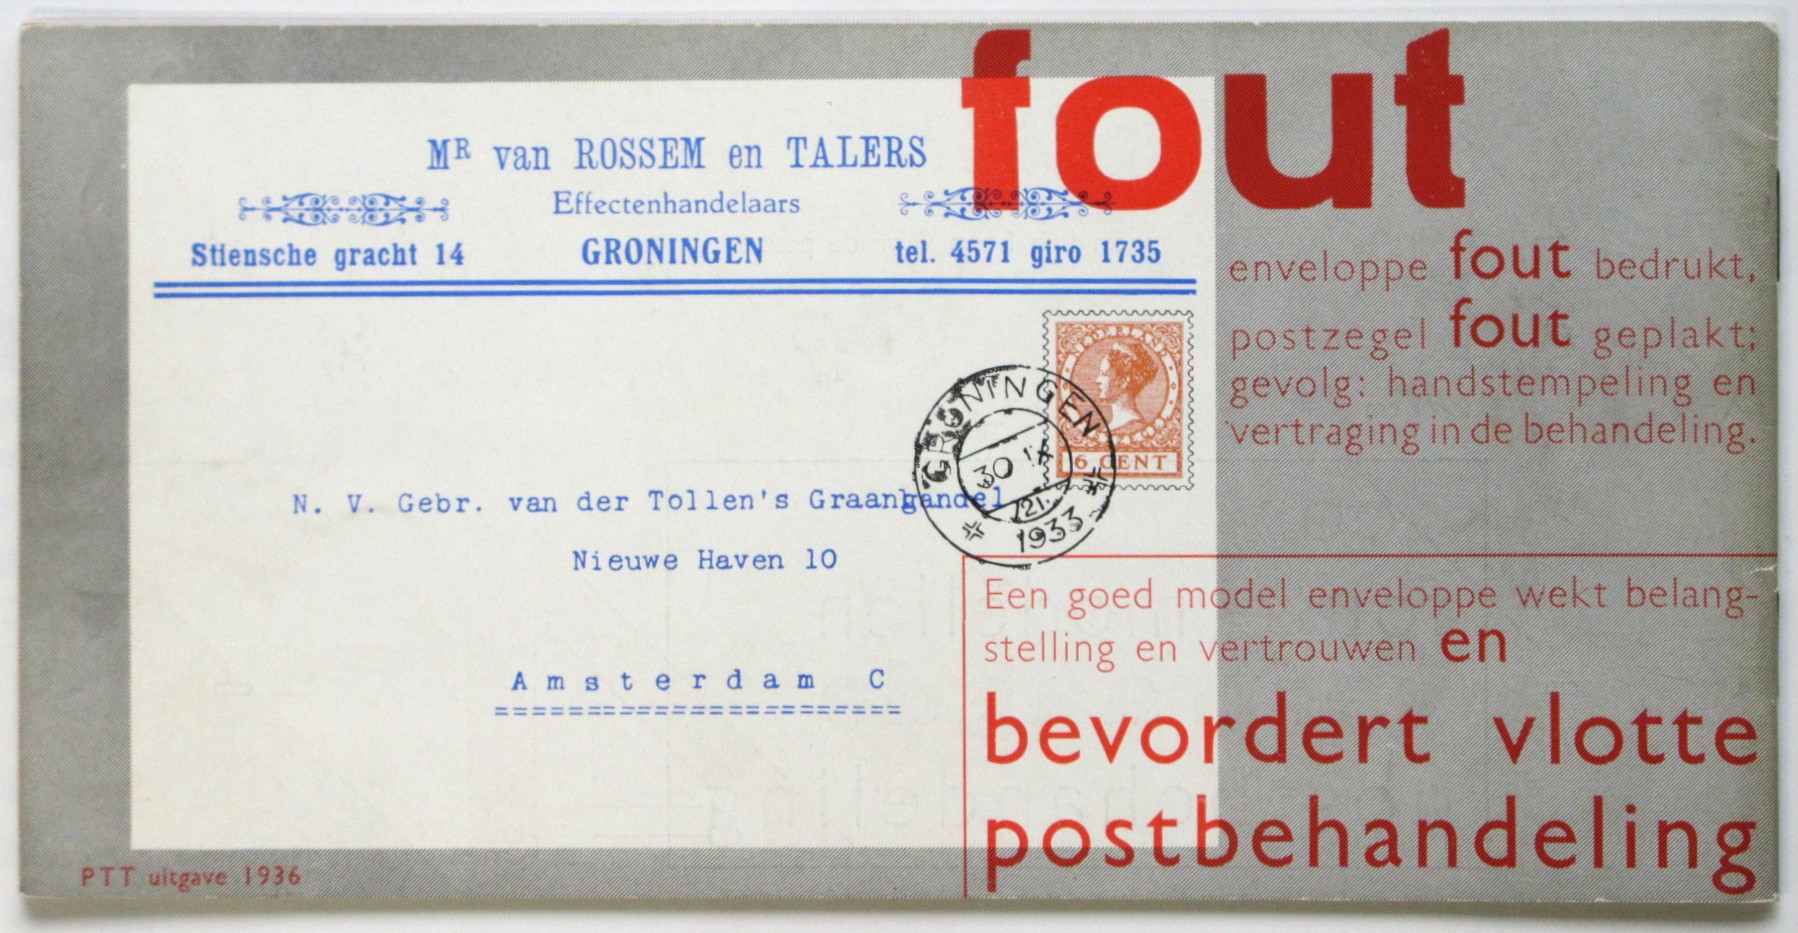 fout
MR van ROSSEM en TALERS
Effectenhandelaars
Stiensche gracht 14 GRONINGEN tel. 4571 giro 1735
enveloppe fout bedrukt,
postzegel fout geplakt;
gevolg: handstempeling en
vertraging in de behandeling.
NEDERLAND
6 CENT
GRONINGEN
30 IX
21.
1933
N. V. Gebr. van der Tollen's Graanhandel
Nieuwe Haven 10
Amsterdam C
Een goed model enveloppe wekt belang-
stelling en vertrouwen en
bevordert vlotte
postbehandeling
PTT uitgave 1936